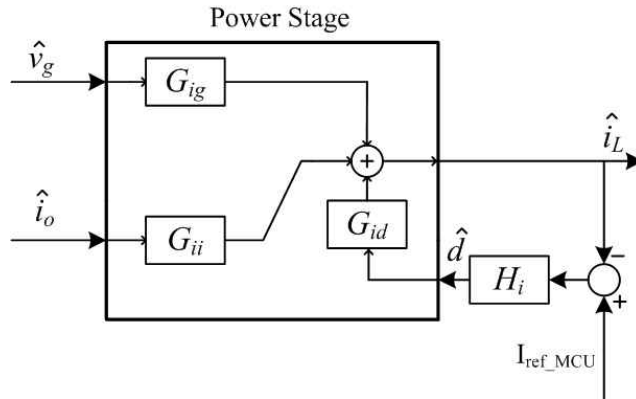 Power Stage
v̂g
Gig
îL
+
îo
Gii
Gid
d̂
Hi
−
+
Iref_MCU